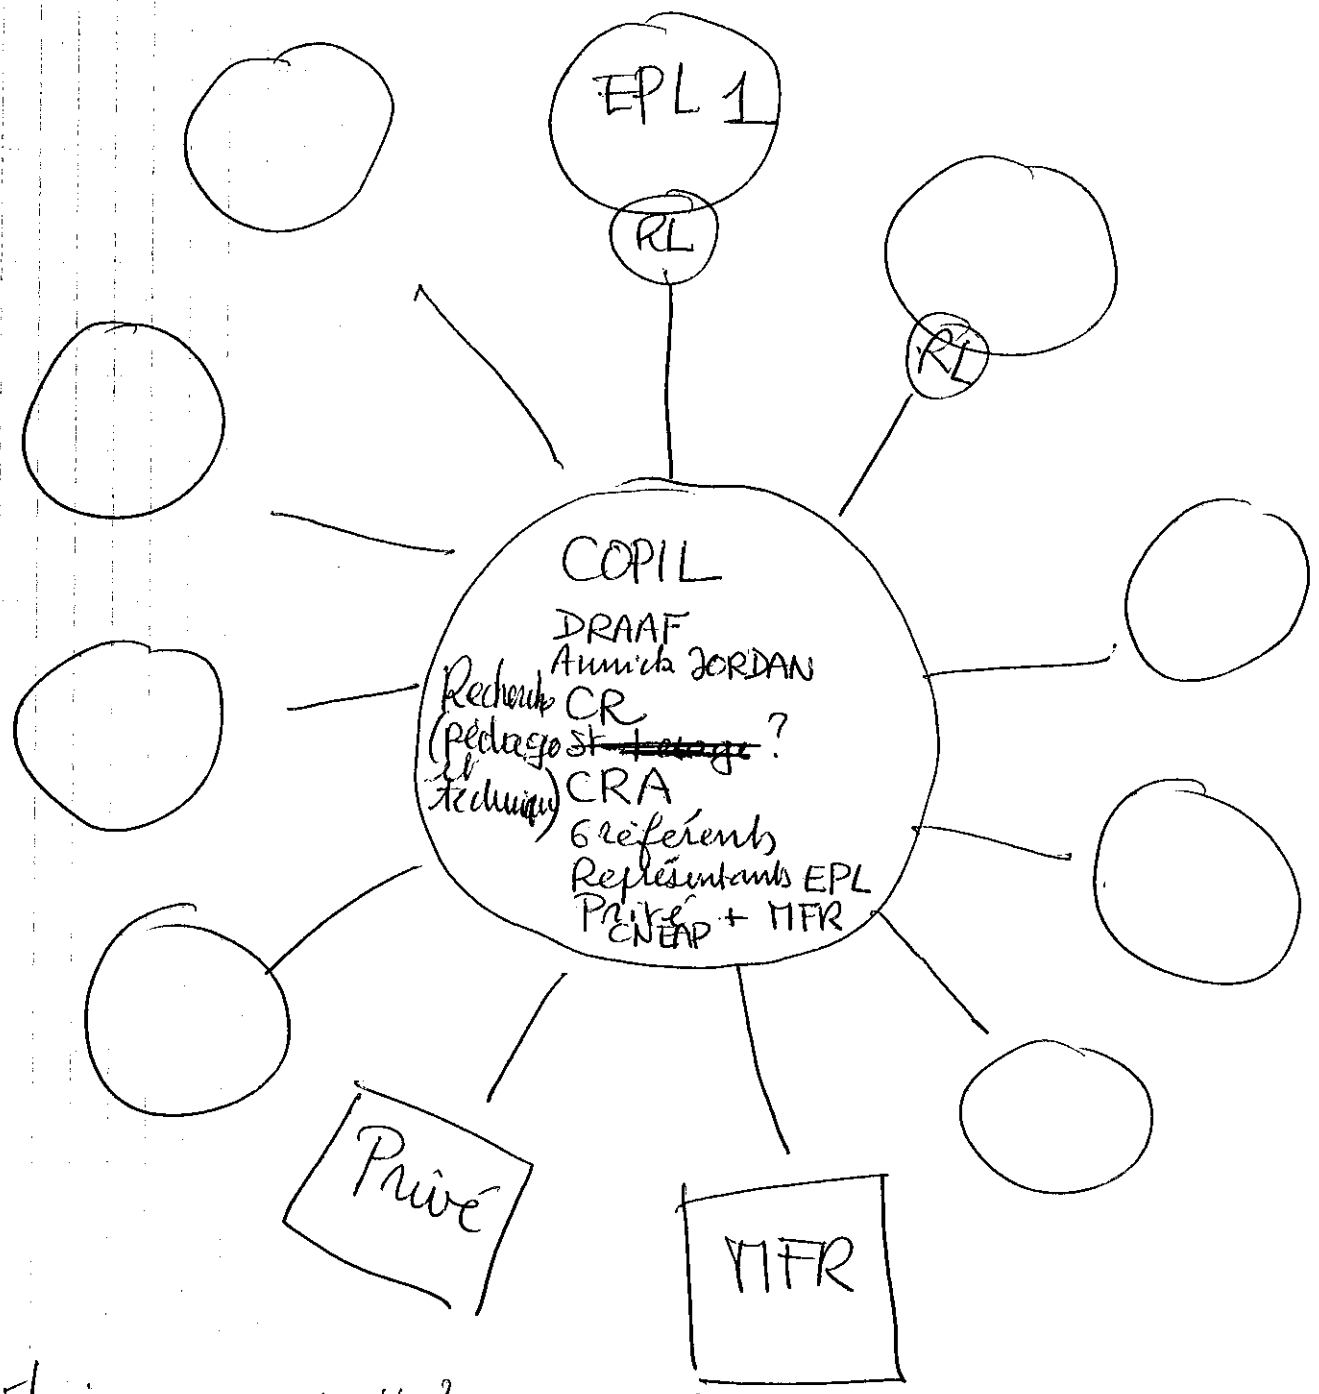 EPL 1
RL
RL
COPIL
DRAAF
Annick JORDAN
Recherche
(pédago
et
technique)
CR
?
CRA
6 référents
Représentants EPL
Privé + MFR
CNEAP
Privé
MFR